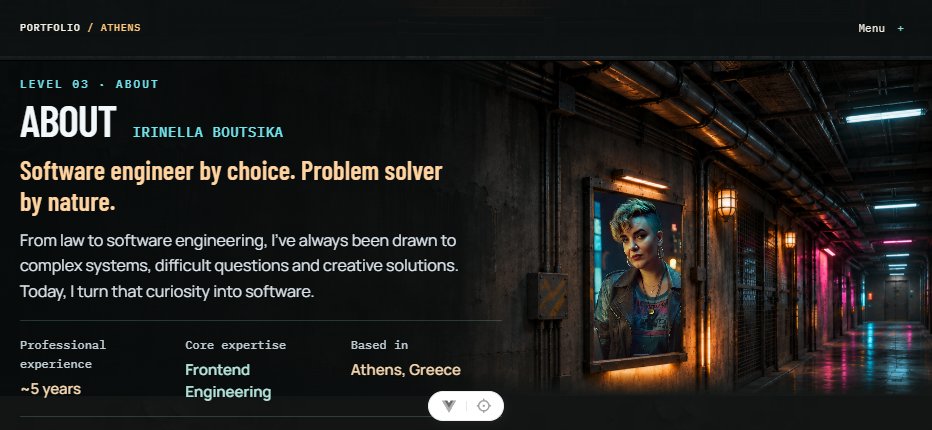 PORTFOLIO / ATHENS
Menu +
LEVEL 03 · ABOUT
ABOUT IRINELLA BOUTSIKA
Software engineer by choice. Problem solver
by nature.
From law to software engineering, I've always been drawn to
complex systems, difficult questions and creative solutions.
Today, I turn that curiosity into software.
Professional
experience
~5 years
Core expertise
Frontend
Engineering
Based in
Athens, Greece